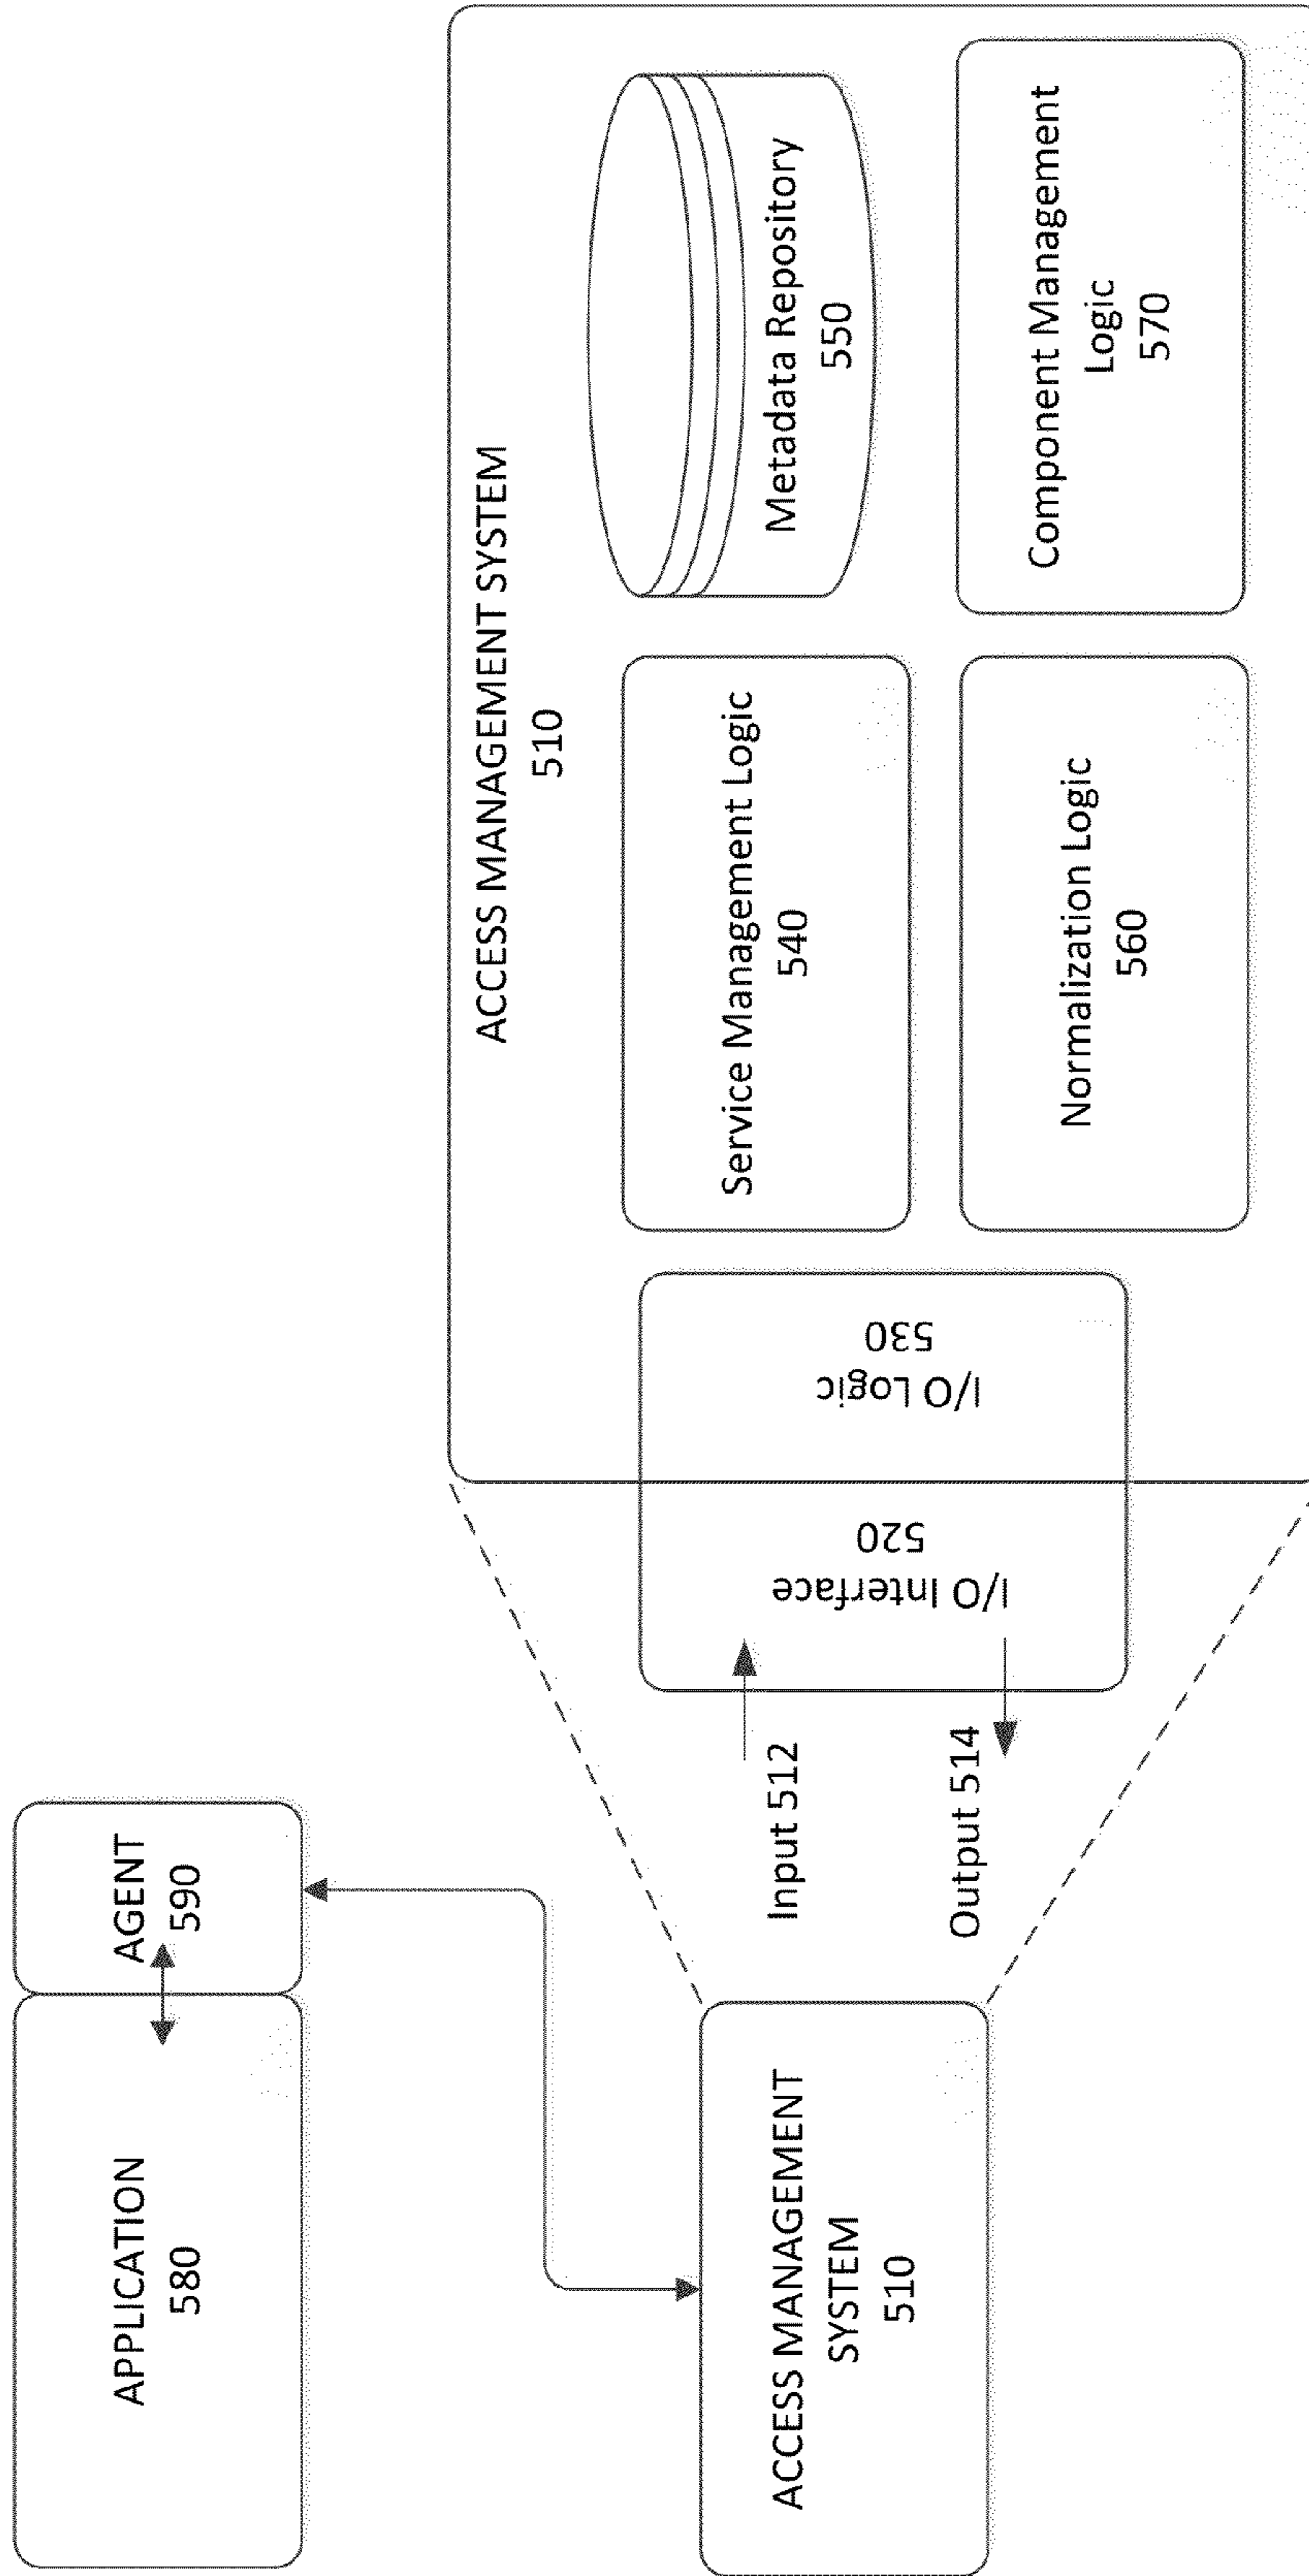 APPLICATION
580
AGENT
590
ACCESS MANAGEMENT
SYSTEM
510
Input 512
Output 514
I/O Interface
520
I/O Logic
530
ACCESS MANAGEMENT SYSTEM
510
Service Management Logic
540
Metadata Repository
550
Normalization Logic
560
Component Management
Logic
570